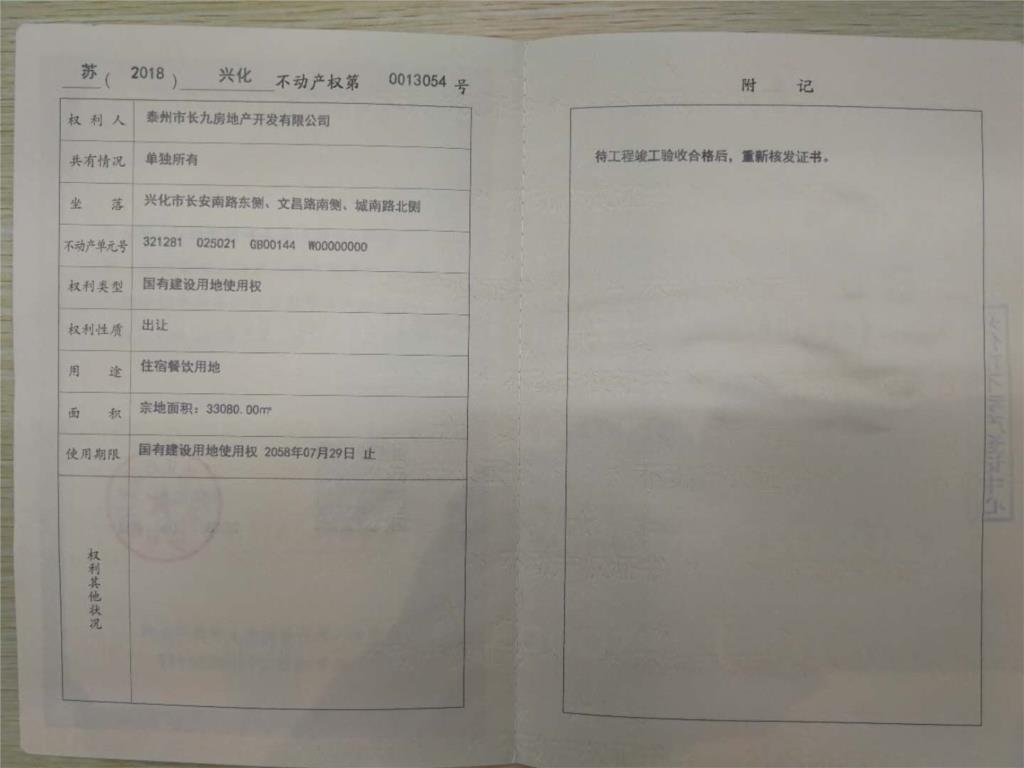 苏（2018）兴化不动产权第0013054号
权利人 泰州市长九房地产开发有限公司
共有情况 单独所有
坐落 兴化市长安南路东侧、文昌路南侧、城南路北侧
不动产单元号 321281 025021 GB00144 W00000000
权利类型 国有建设用地使用权
权利性质 出让
用途 住宿餐饮用地
面积 宗地面积：33080.00㎡
使用期限 国有建设用地使用权 2058年07月29日 止
权利其他状况
附记
待工程竣工验收合格后，重新核发证书。